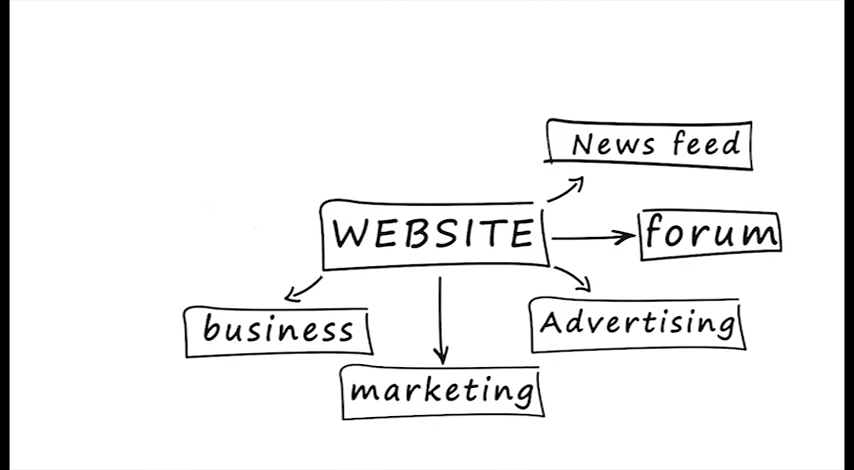 News feed
WEBSITE
forum
business
Advertising
marketing